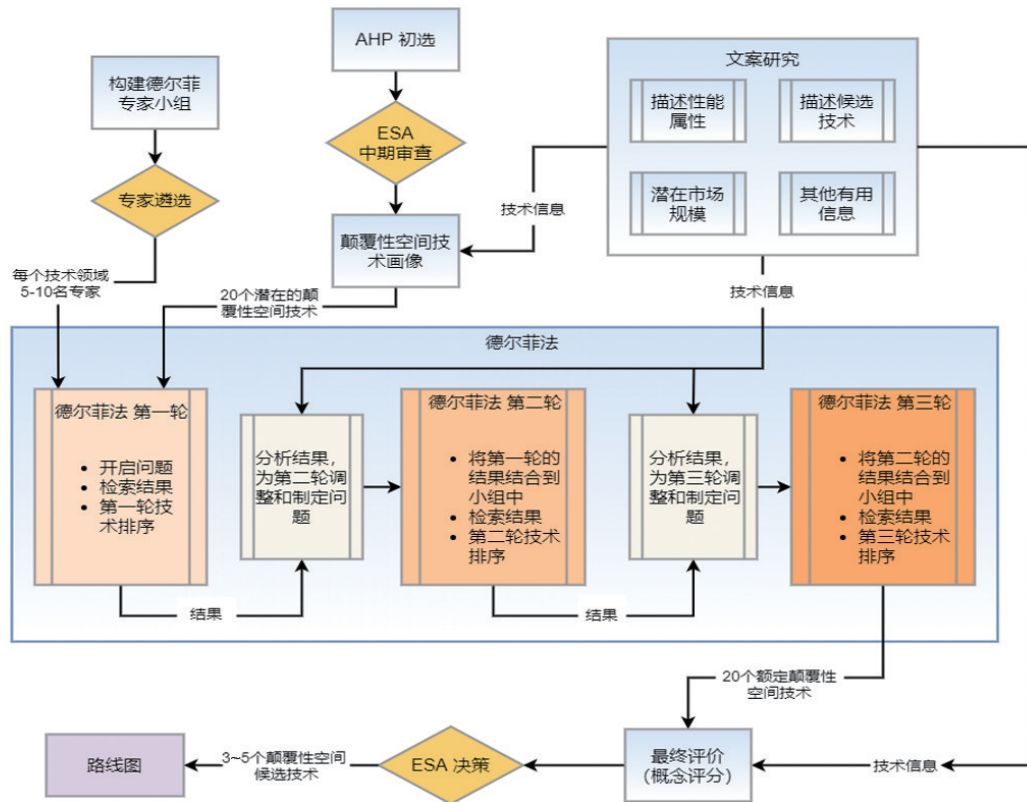 AHP 初选
文案研究
构建德尔菲
专家小组
描述性能
属性
描述候选
技术
ESA
中期审查
专家遴选
潜在市场
规模
其他有用
信息
技术信息
颠覆性空间技
术画像
每个技术领域
5-10名专家
20个潜在的颠
覆性空间技术
技术信息
德尔菲法
德尔菲法 第一轮
• 开启问题
• 检索结果
• 第一轮技
术排序
分析结果，
为第二轮调
整和制定问
题
德尔菲法 第二轮
• 将第一轮的
结果结合到
小组中
• 检索结果
• 第二轮技术
排序
分析结果，
为第三轮调
整和制定问
题
德尔菲法 第三轮
• 将第二轮的
结果结合到
小组中
• 检索结果
• 第三轮技术
排序
结果
结果
20个额定颠覆性
空间技术
路线图
3~5个颠覆性空间
候选技术
ESA 决策
最终评价
（概念评分）
技术信息